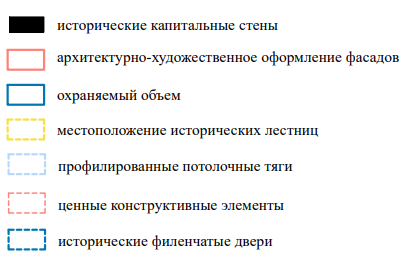 исторические капитальные стены
архитектурно-художественное оформление фасадов
охраняемый объем
местоположение исторических лестниц
профилированные потолочные тяги
ценные конструктивные элементы
исторические филенчатые двери